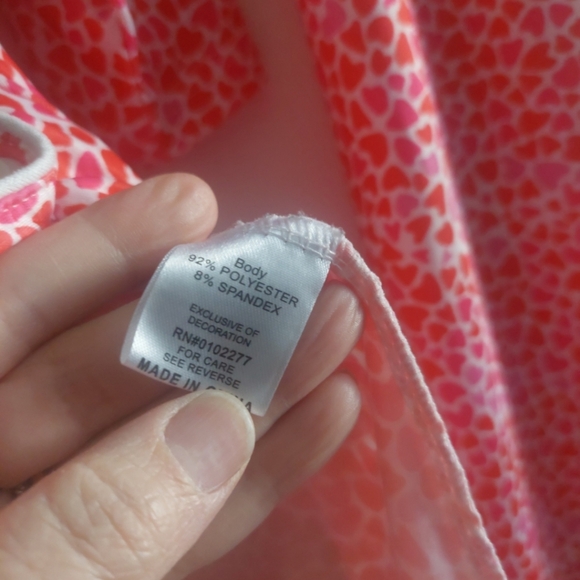 Body
92% POLYESTER
8% SPANDEX
EXCLUSIVE OF
DECORATION
RN#0102277
FOR CARE
SEE REVERSE
MADE IN